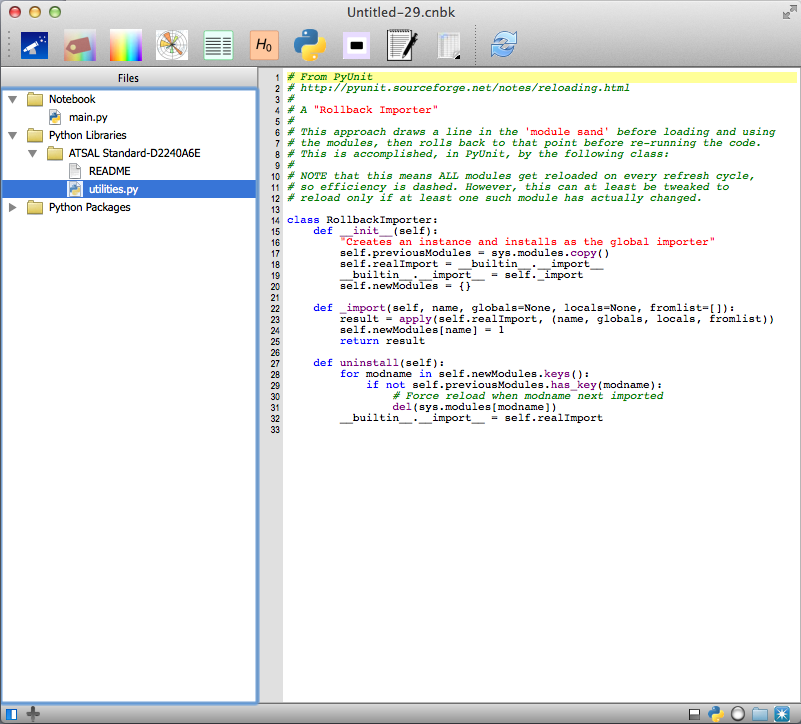 Untitled-29.cnbk
H0
Files
Notebook
main.py
Python Libraries
ATSAL Standard-D2240A6E
README
utilities.py
Python Packages
1 # From PyUnit
2 # http://pyunit.sourceforge.net/notes/reloading.html
3 #
4 # A "Rollback Importer"
5 #
6 # This approach draws a line in the 'module sand' before loading and using
7 # the modules, then rolls back to that point before re-running the code.
8 # This is accomplished, in PyUnit, by the following class:
9 #
10 # NOTE that this means ALL modules get reloaded on every refresh cycle,
11 # so efficiency is dashed. However, this can at least be tweaked to
12 # reload only if at least one such module has actually changed.
13
14 class RollbackImporter:
15     def __init__(self):
16         "Creates an instance and installs as the global importer"
17         self.previousModules = sys.modules.copy()
18         self.realImport = __builtin__.__import__
19         __builtin__.__import__ = self._import
20         self.newModules = {}
21
22     def _import(self, name, globals=None, locals=None, fromlist=[]):
23         result = apply(self.realImport, (name, globals, locals, fromlist))
24         self.newModules[name] = 1
25         return result
26
27     def uninstall(self):
28         for modname in self.newModules.keys():
29             if not self.previousModules.has_key(modname):
30                 # Force reload when modname next imported
31                 del(sys.modules[modname])
32         __builtin__.__import__ = self.realImport
33